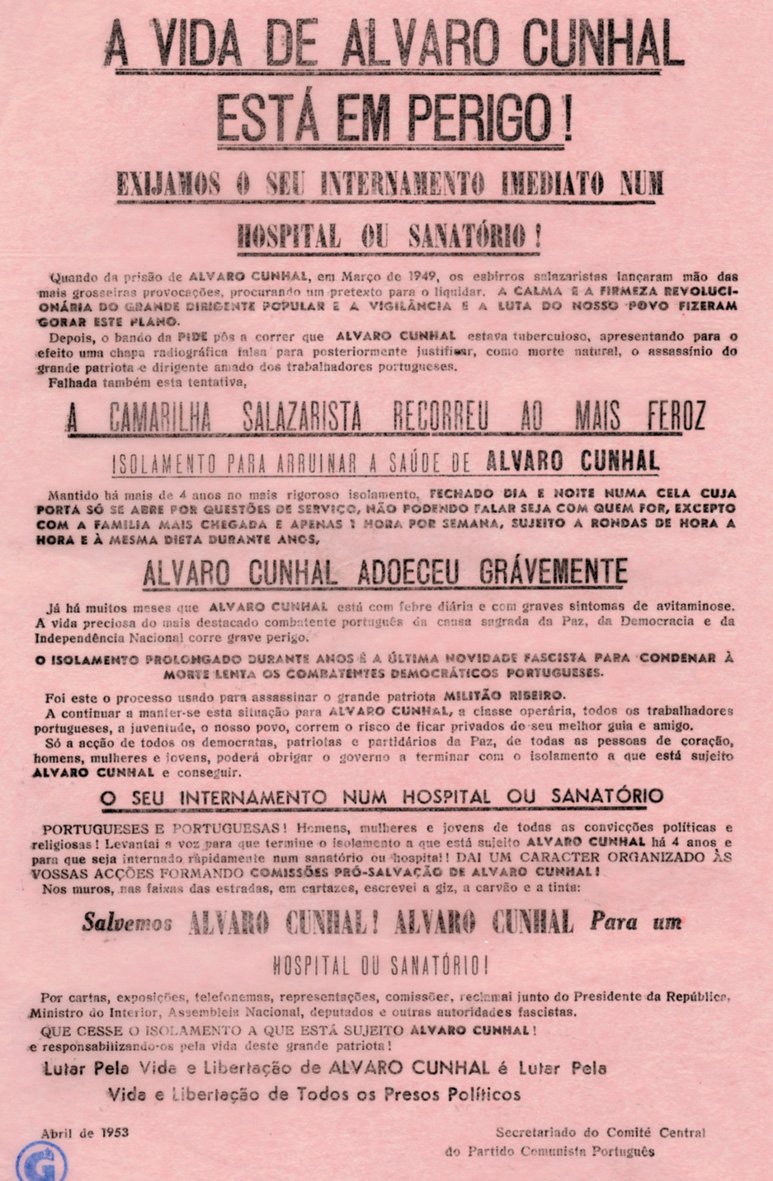 A VIDA DE ALVARO CUNHAL
ESTÁ EM PERIGO!
EXIJAMOS O SEU INTERNAMENTO IMEDIATO NUM
HOSPITAL OU SANATÓRIO!
Quando da prisão de ALVARO CUNHAL, em Março de 1949, os esbirros salazaristas lançaram mão das
mais grosseiras provocações, procurando um pretexto para o liquidar. A CALMA E A FIRMEZA REVOLUCI-
ONÁRIA DO GRANDE DIRIGENTE POPULAR E A VIGILÂNCIA E A LUTA DO NOSSO POVO FIZERAM
GORAR ESTE PLANO.
Depois, o bando da PIDE pôs a correr que ALVARO CUNHAL estava tuberculoso, apresentando para o
efeito uma chapa radiográfica falsa para posteriormente justificar, como morte natural, o assassínio do
grande patriota e dirigente amado dos trabalhadores portugueses.
Falhada também esta tentativa,
A CAMARILHA SALAZARISTA RECORREU AO MAIS FEROZ
ISOLAMENTO PARA ARRUINAR A SAÚDE DE ALVARO CUNHAL
Mantido há mais de 4 anos no mais rigoroso isolamento, FECHADO DIA E NOITE NUMA CELA CUJA
PORTA SÓ SE ABRE POR QUESTÕES DE SERVIÇO, NÃO PODENDO FALAR SEJA COM QUEM FOR, EXCEPTO
COM A FAMILIA MAIS CHEGADA E APENAS 1 HORA POR SEMANA, SUJEITO A RONDAS DE HORA A
HORA E À MESMA DIETA DURANTE ANOS,
ALVARO CUNHAL ADOECEU GRÁVEMENTE
Já há muitos meses que ALVARO CUNHAL está com febre diária e com graves sintomas de avitaminose.
A vida preciosa do mais destacado combatente português da causa sagrada da Paz, da Democracia e da
Independência Nacional corre grave perigo.
O ISOLAMENTO PROLONGADO DURANTE ANOS É A ÚLTIMA NOVIDADE FASCISTA PARA CONDENAR À
MORTE LENTA OS COMBATENTES DEMOCRÁTICOS PORTUGUESES.
Foi este o processo usado para assassinar o grande patriota MILITÃO RIBEIRO.
A continuar a manter-se esta situação para ALVARO CUNHAL, a classe operária, todos os trabalhadores
portugueses, a juventude, o nosso povo, correm o risco de ficar privados do seu melhor guia e amigo.
Só a acção de todos os democratas, patriotas e partidários da Paz, de todas as pessoas de coração,
homens, mulheres e jovens, poderá obrigar o governo a terminar com o isolamento a que está sujeito
ALVARO CUNHAL e conseguir.
O SEU INTERNAMENTO NUM HOSPITAL OU SANATÓRIO
PORTUGUESES E PORTUGUESAS! Homens, mulheres e jovens de todas as convicções políticas e
religiosas! Levantai a voz para que termine o isolamento a que está sujeito ALVARO CUNHAL há 4 anos e
para que seja internado rápidamente num sanatório ou hospital! DAI UM CARACTER ORGANIZADO ÀS
VOSSAS ACÇÕES FORMANDO COMISSÕES PRÓ-SALVAÇÃO DE ALVARO CUNHAL!
Nos muros, nas faixas das estradas, em cartazes, escrevei a giz, a carvão e a tinta:
Salvemos ALVARO CUNHAL! ALVARO CUNHAL Para um
HOSPITAL OU SANATÓRIO!
Por cartas, exposições, telefonemas, representações, comissões, reclamai junto do Presidente da República,
Ministro do Interior, Assembleia Nacional, deputados e outras autoridades fascistas.
QUE CESSE O ISOLAMENTO A QUE ESTÁ SUJEITO ALVARO CUNHAL!
e responsabilizando-os pela vida deste grande patriota!
Lutar Pela Vida e Libertação de ALVARO CUNHAL é Lutar Pela
Vida e Libertação de Todos os Presos Políticos
Abril de 1953
Secretariado do Comité Central
do Partido Comunista Português
G